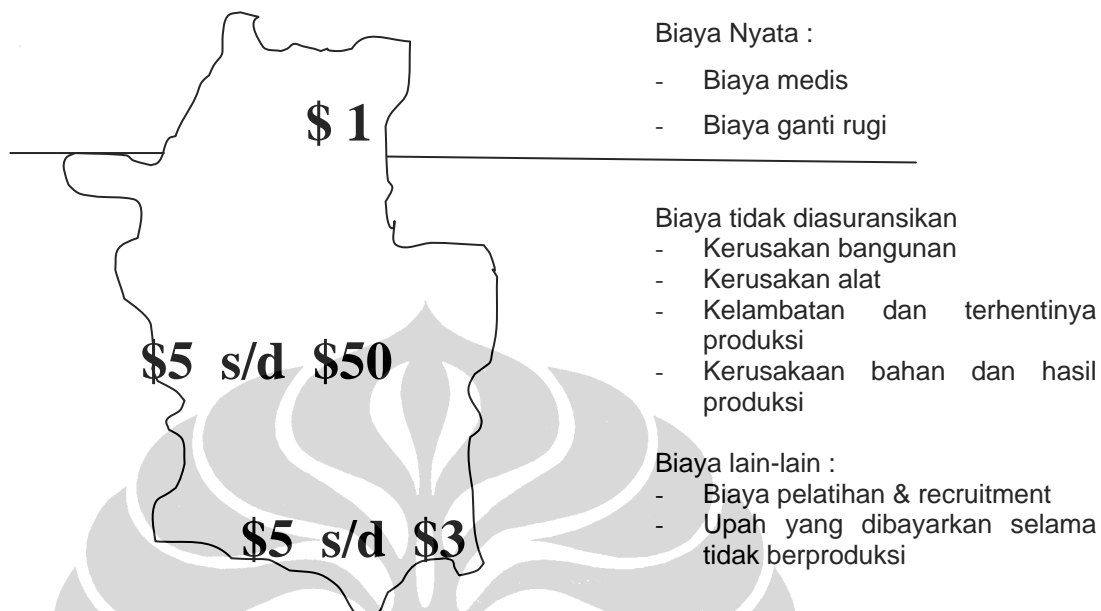 Biaya Nyata :
- Biaya medis
- Biaya ganti rugi
$ 1
Biaya tidak diasuransikan
- Kerusakan bangunan
- Kerusakan alat
- Kelambatan dan terhentinya
produksi
- Kerusakaan bahan dan hasil
produksi
$5 s/d $50
Biaya lain-lain :
- Biaya pelatihan & recruitment
- Upah yang dibayarkan selama
tidak berproduksi
$5 s/d $3